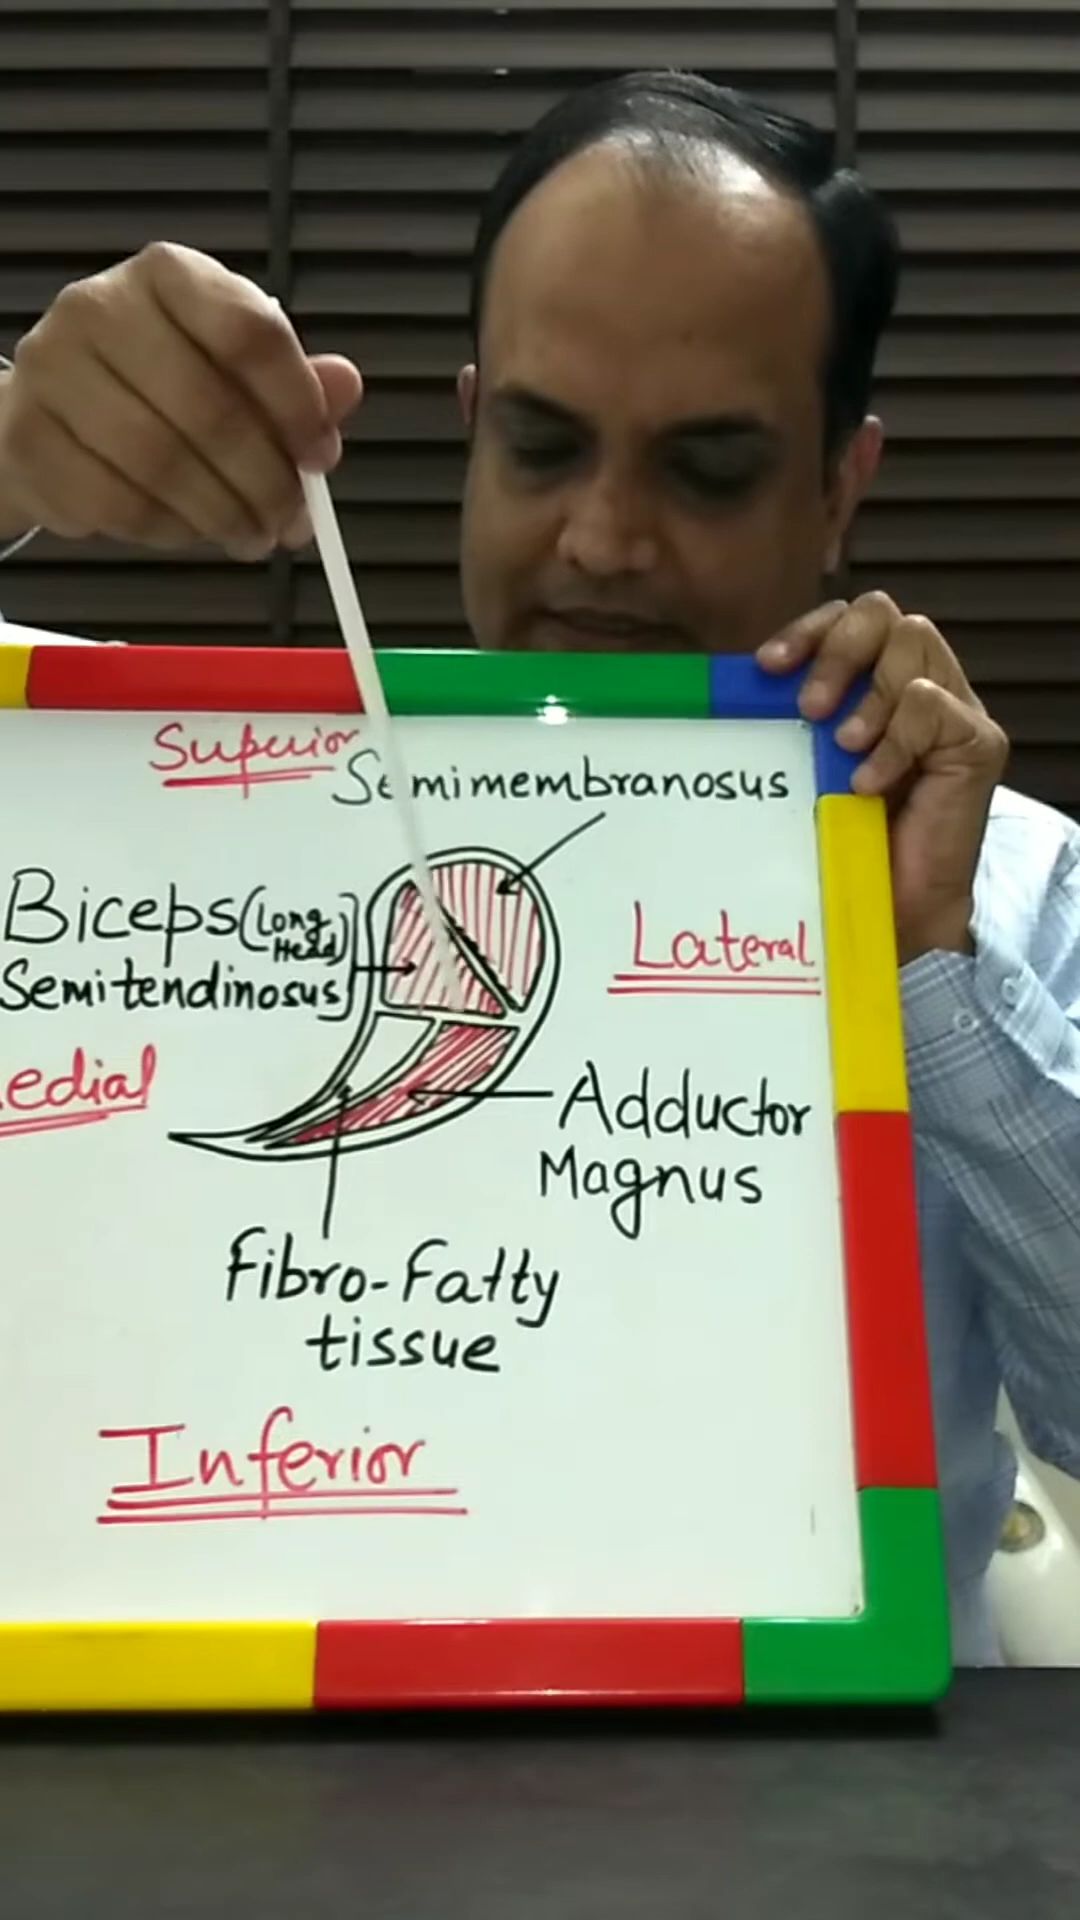 Superior
Semimembranosus
Biceps (Long Head)
Semitendinosus
Lateral
edial
Adductor
Magnus
Fibro-Fatty
tissue
Inferior